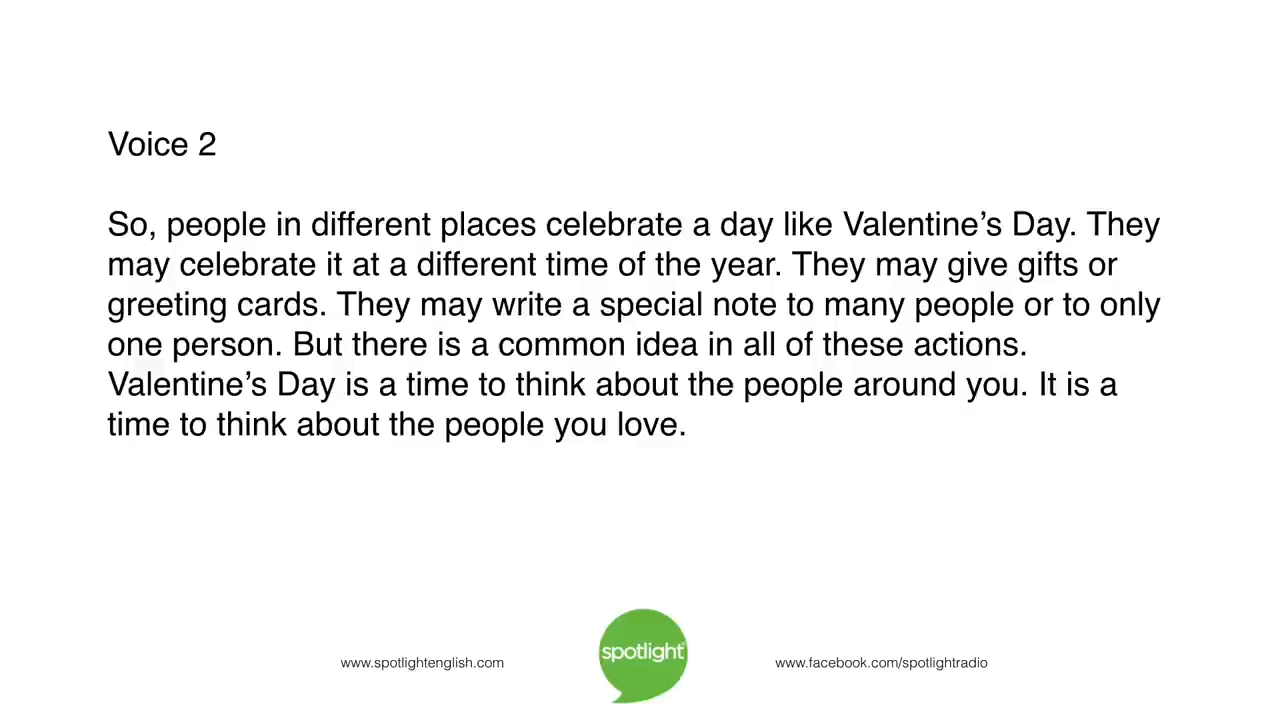 Voice 2
So, people in different places celebrate a day like Valentine’s Day. They
may celebrate it at a different time of the year. They may give gifts or
greeting cards. They may write a special note to many people or to only
one person. But there is a common idea in all of these actions.
Valentine’s Day is a time to think about the people around you. It is a
time to think about the people you love.
www.spotlightenglish.com
spotlight
www.facebook.com/spotlightradio